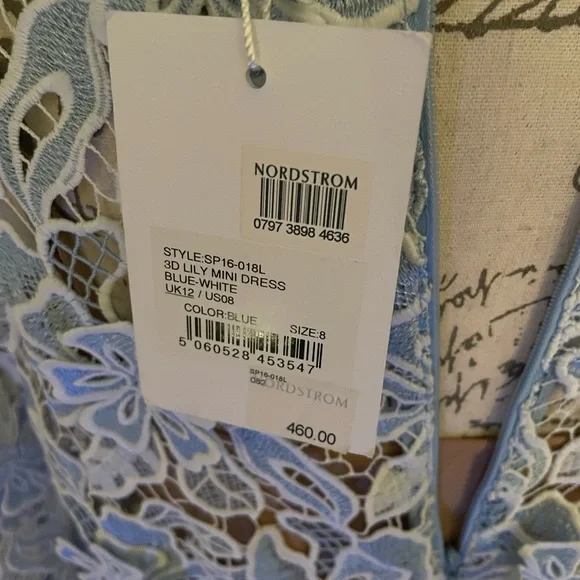 NORDSTROM
0797 3898 4636
STYLE:SP16-018L
3D LILY MINI DRESS
BLUE-WHITE
UK12 / US08
COLOR:BLUE SIZE:8
5 060528 453547
SP16-018L
NORDSTROM
460.00